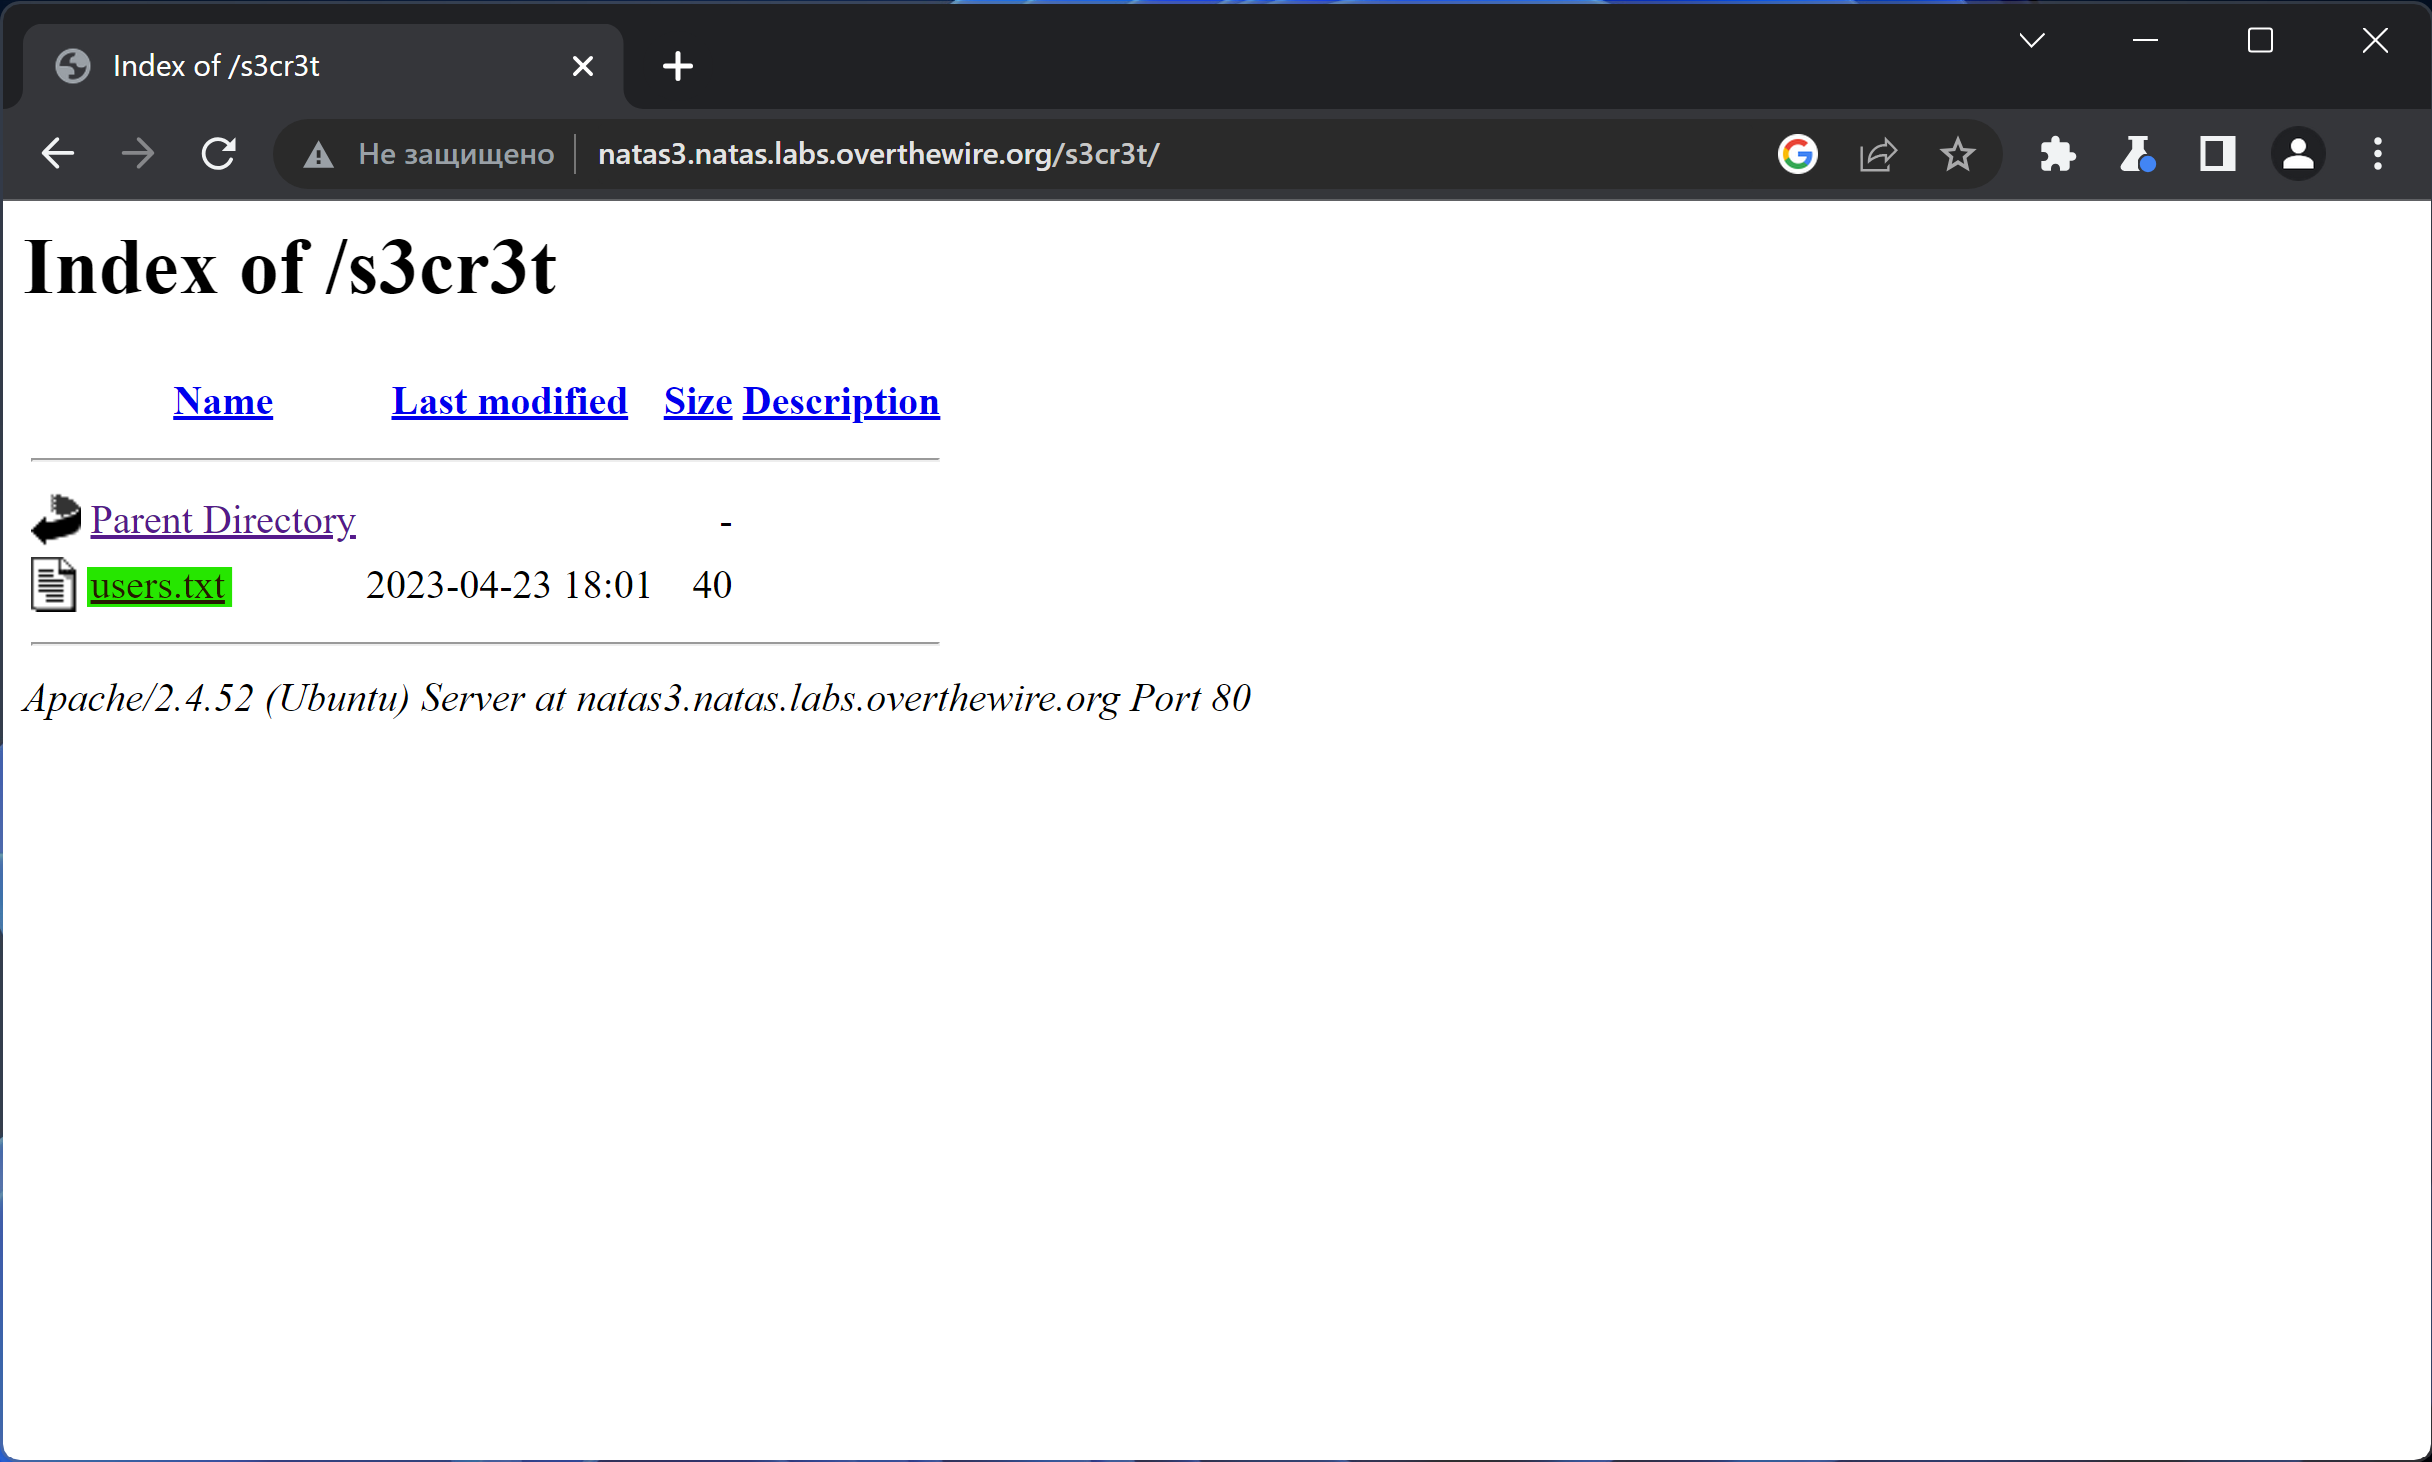 Index of /s3cr3t
Не защищено natas3.natas.labs.overthewire.org/s3cr3t/
Index of /s3cr3t
Name Last modified Size Description
Parent Directory -
users.txt 2023-04-23 18:01 40
Apache/2.4.52 (Ubuntu) Server at natas3.natas.labs.overthewire.org Port 80